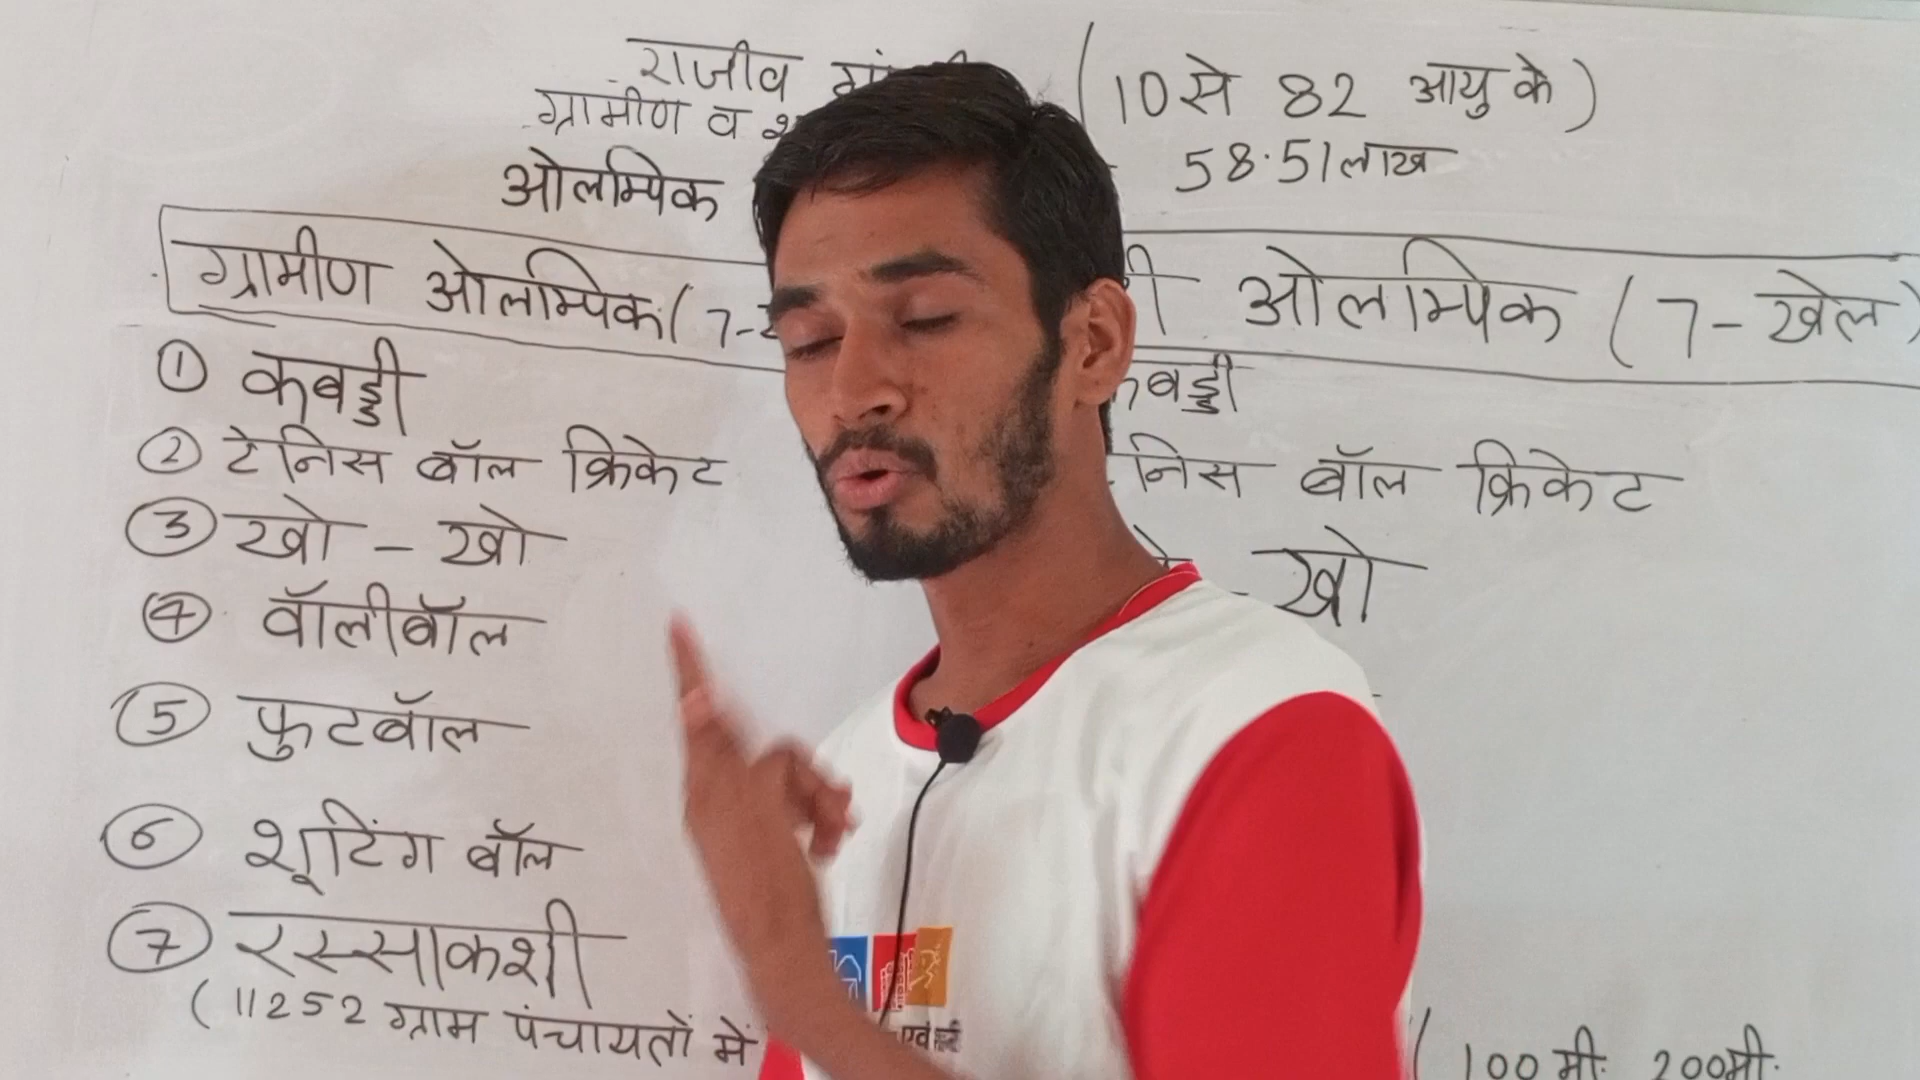 राजीव
ग्रामीण व
ओलम्पिक
(10 से 82 आयु के)
58.51 लाख
ग्रामीण ओलम्पिक (7-
① कबड्डी
② टेनिस बॉल क्रिकेट
③ खो - खो
④ वॉलीबॉल
⑤ फुटबॉल
⑥ शूटिंग बॉल
⑦ रस्साकशी
(11252 ग्राम पंचायतों में
ओलम्पिक (7- खेल)
बड्डी
निस बॉल क्रिकेट
- खो
(100 मी. 200 मी.
एवं